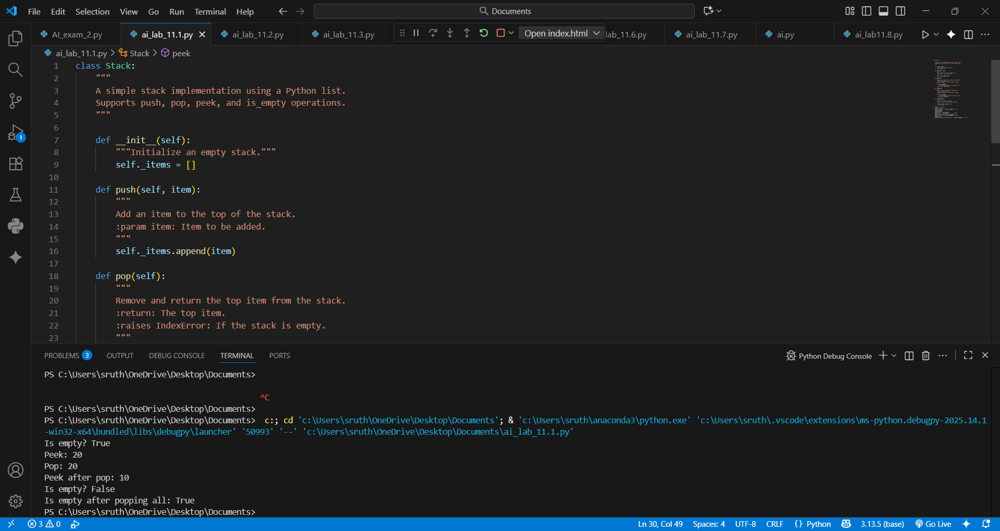 File Edit Selection View Go Run Terminal Help Documents
AI_exam_2.py ai_lab_11.1.py ai_lab_11.2.py ai_lab_11.3.py Open index.html lab_11.6.py ai_lab_11.7.py ai.py ai_lab11.8.py
ai_lab_11.1.py > Stack > peek
1 class Stack:
2     """
3     A simple stack implementation using a Python list.
4     Supports push, pop, peek, and is_empty operations.
5     """
6
7     def __init__(self):
8         """Initialize an empty stack."""
9         self._items = []
10
11     def push(self, item):
12         """
13         Add an item to the top of the stack.
14         :param item: Item to be added.
15         """
16         self._items.append(item)
17
18     def pop(self):
19         """
20         Remove and return the top item from the stack.
21         :return: The top item.
22         :raises IndexError: If the stack is empty.
23         """
1
PROBLEMS 3 OUTPUT DEBUG CONSOLE TERMINAL PORTS Python Debug Console
PS C:\Users\sruth\OneDrive\Desktop\Documents>
^C
PS C:\Users\sruth\OneDrive\Desktop\Documents>
PS C:\Users\sruth\OneDrive\Desktop\Documents>  c:; cd 'c:\Users\sruth\OneDrive\Desktop\Documents'; & 'c:\Users\sruth\anaconda3\python.exe' 'c:\Users\sruth\.vscode\extensions\ms-python.debugpy-2025.14.1
-win32-x64\bundled\libs\debugpy\launcher' '50993' '--' 'c:\Users\sruth\OneDrive\Desktop\Documents\ai_lab_11.1.py'
Is empty? True
Peek: 20
Pop: 20
Peek after pop: 10
Is empty? False
Is empty after popping all: True
PS C:\Users\sruth\OneDrive\Desktop\Documents>
3 0 Ln 30, Col 49 Spaces: 4 UTF-8 CRLF {} Python 3.13.5 (base) Go Live